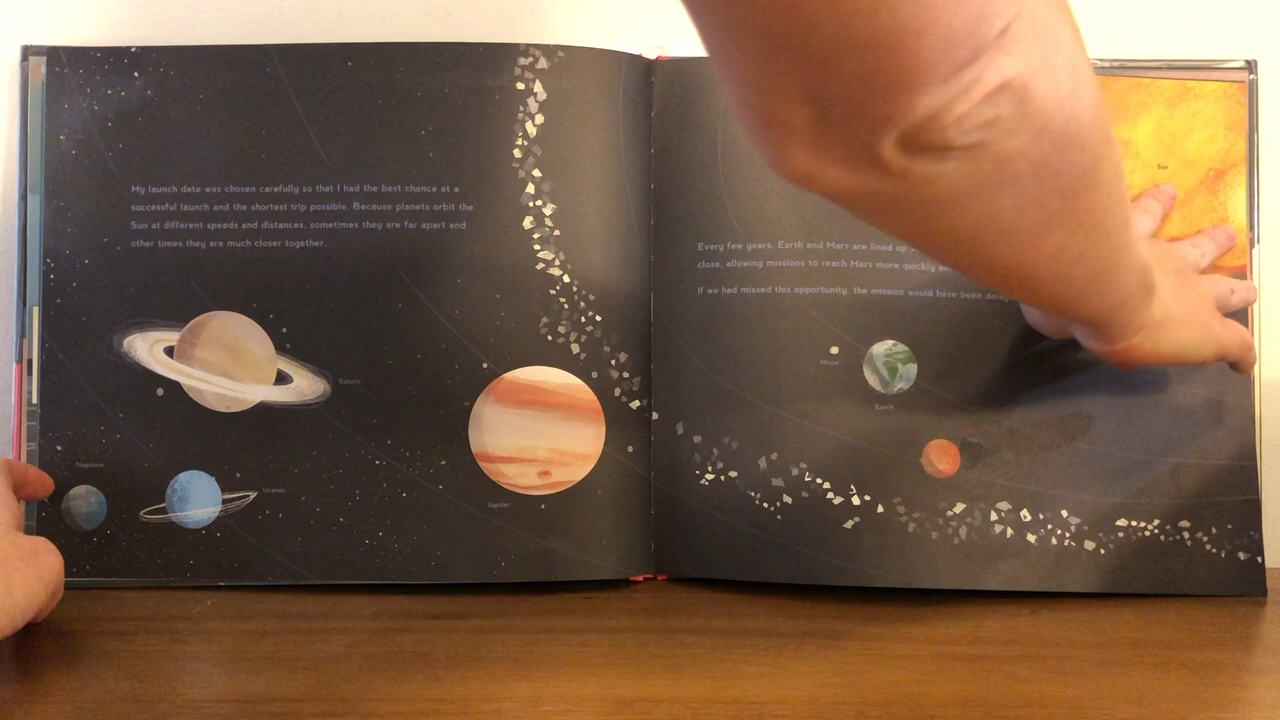 My launch date was chosen carefully so that I had the best chance at a
successful launch and the shortest trip possible. Because planets orbit the
Sun at different speeds and distances, sometimes they are far apart and
other times they are much closer together.
Saturn
Neptune
Uranus
Jupiter
Sun
Every few years, Earth and Mars are lined up
close, allowing missions to reach Mars more quickly
If we had missed this opportunity, the mission would have been
Moon
Earth